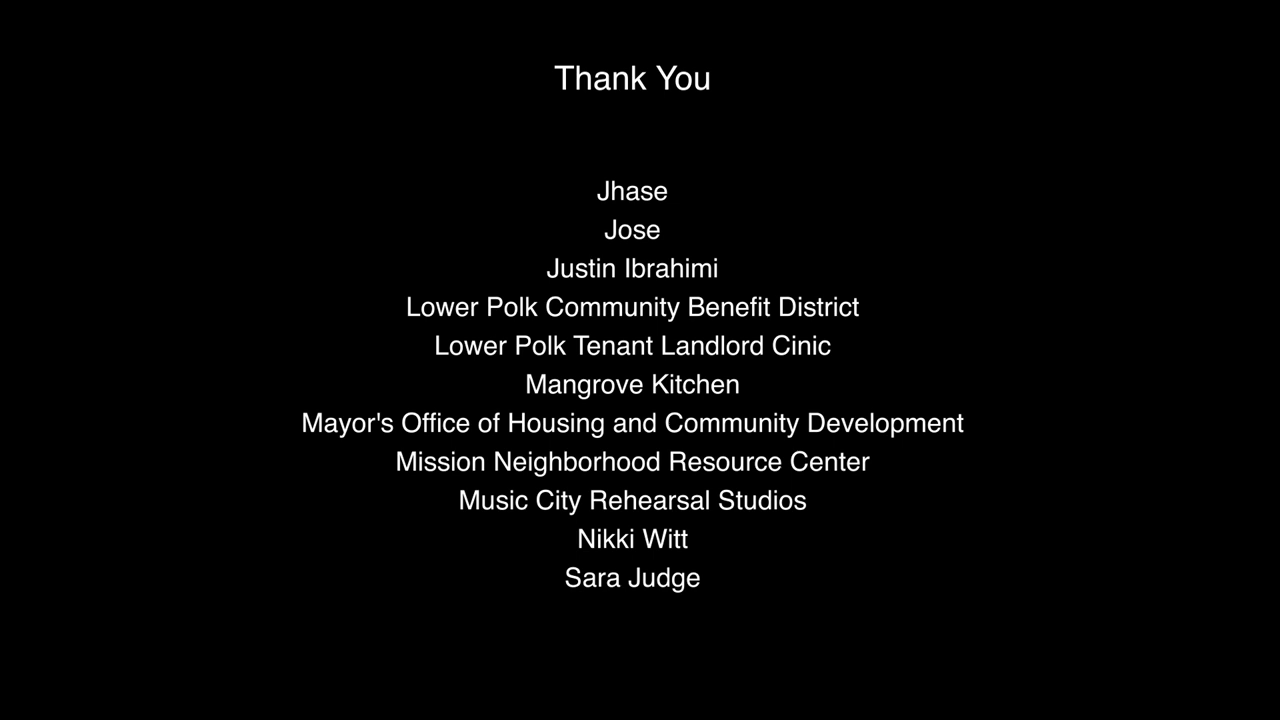 Thank You
Jhase
Jose
Justin Ibrahimi
Lower Polk Community Benefit District
Lower Polk Tenant Landlord Cinic
Mangrove Kitchen
Mayor's Office of Housing and Community Development
Mission Neighborhood Resource Center
Music City Rehearsal Studios
Nikki Witt
Sara Judge